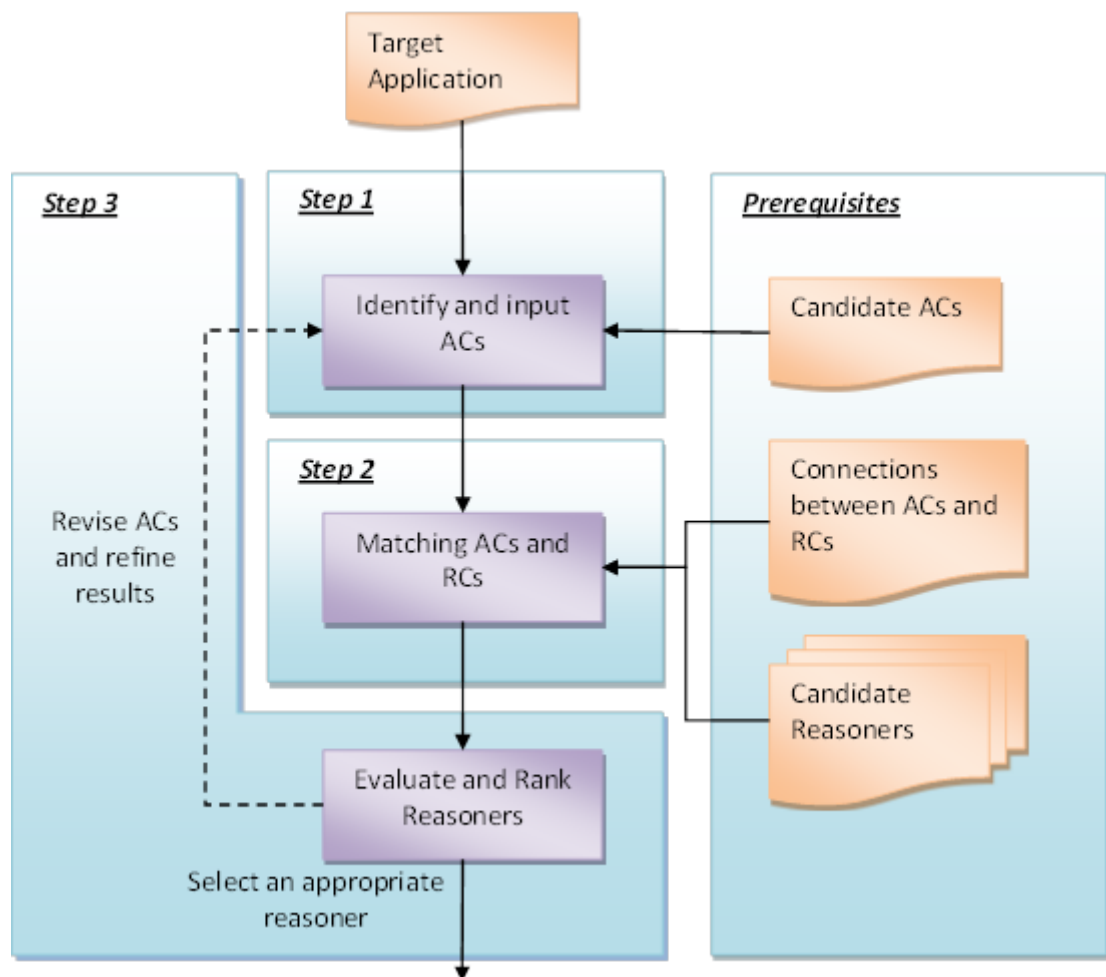 Target
Application
Step 3
Step 1
Prerequisites
Identify and input
ACs
Candidate ACs
Step 2
Connections
between ACs and
RCs
Revise ACs
and refine
results
Matching ACs and
RCs
Candidate
Reasoners
Evaluate and Rank
Reasoners
Select an appropriate
reasoner